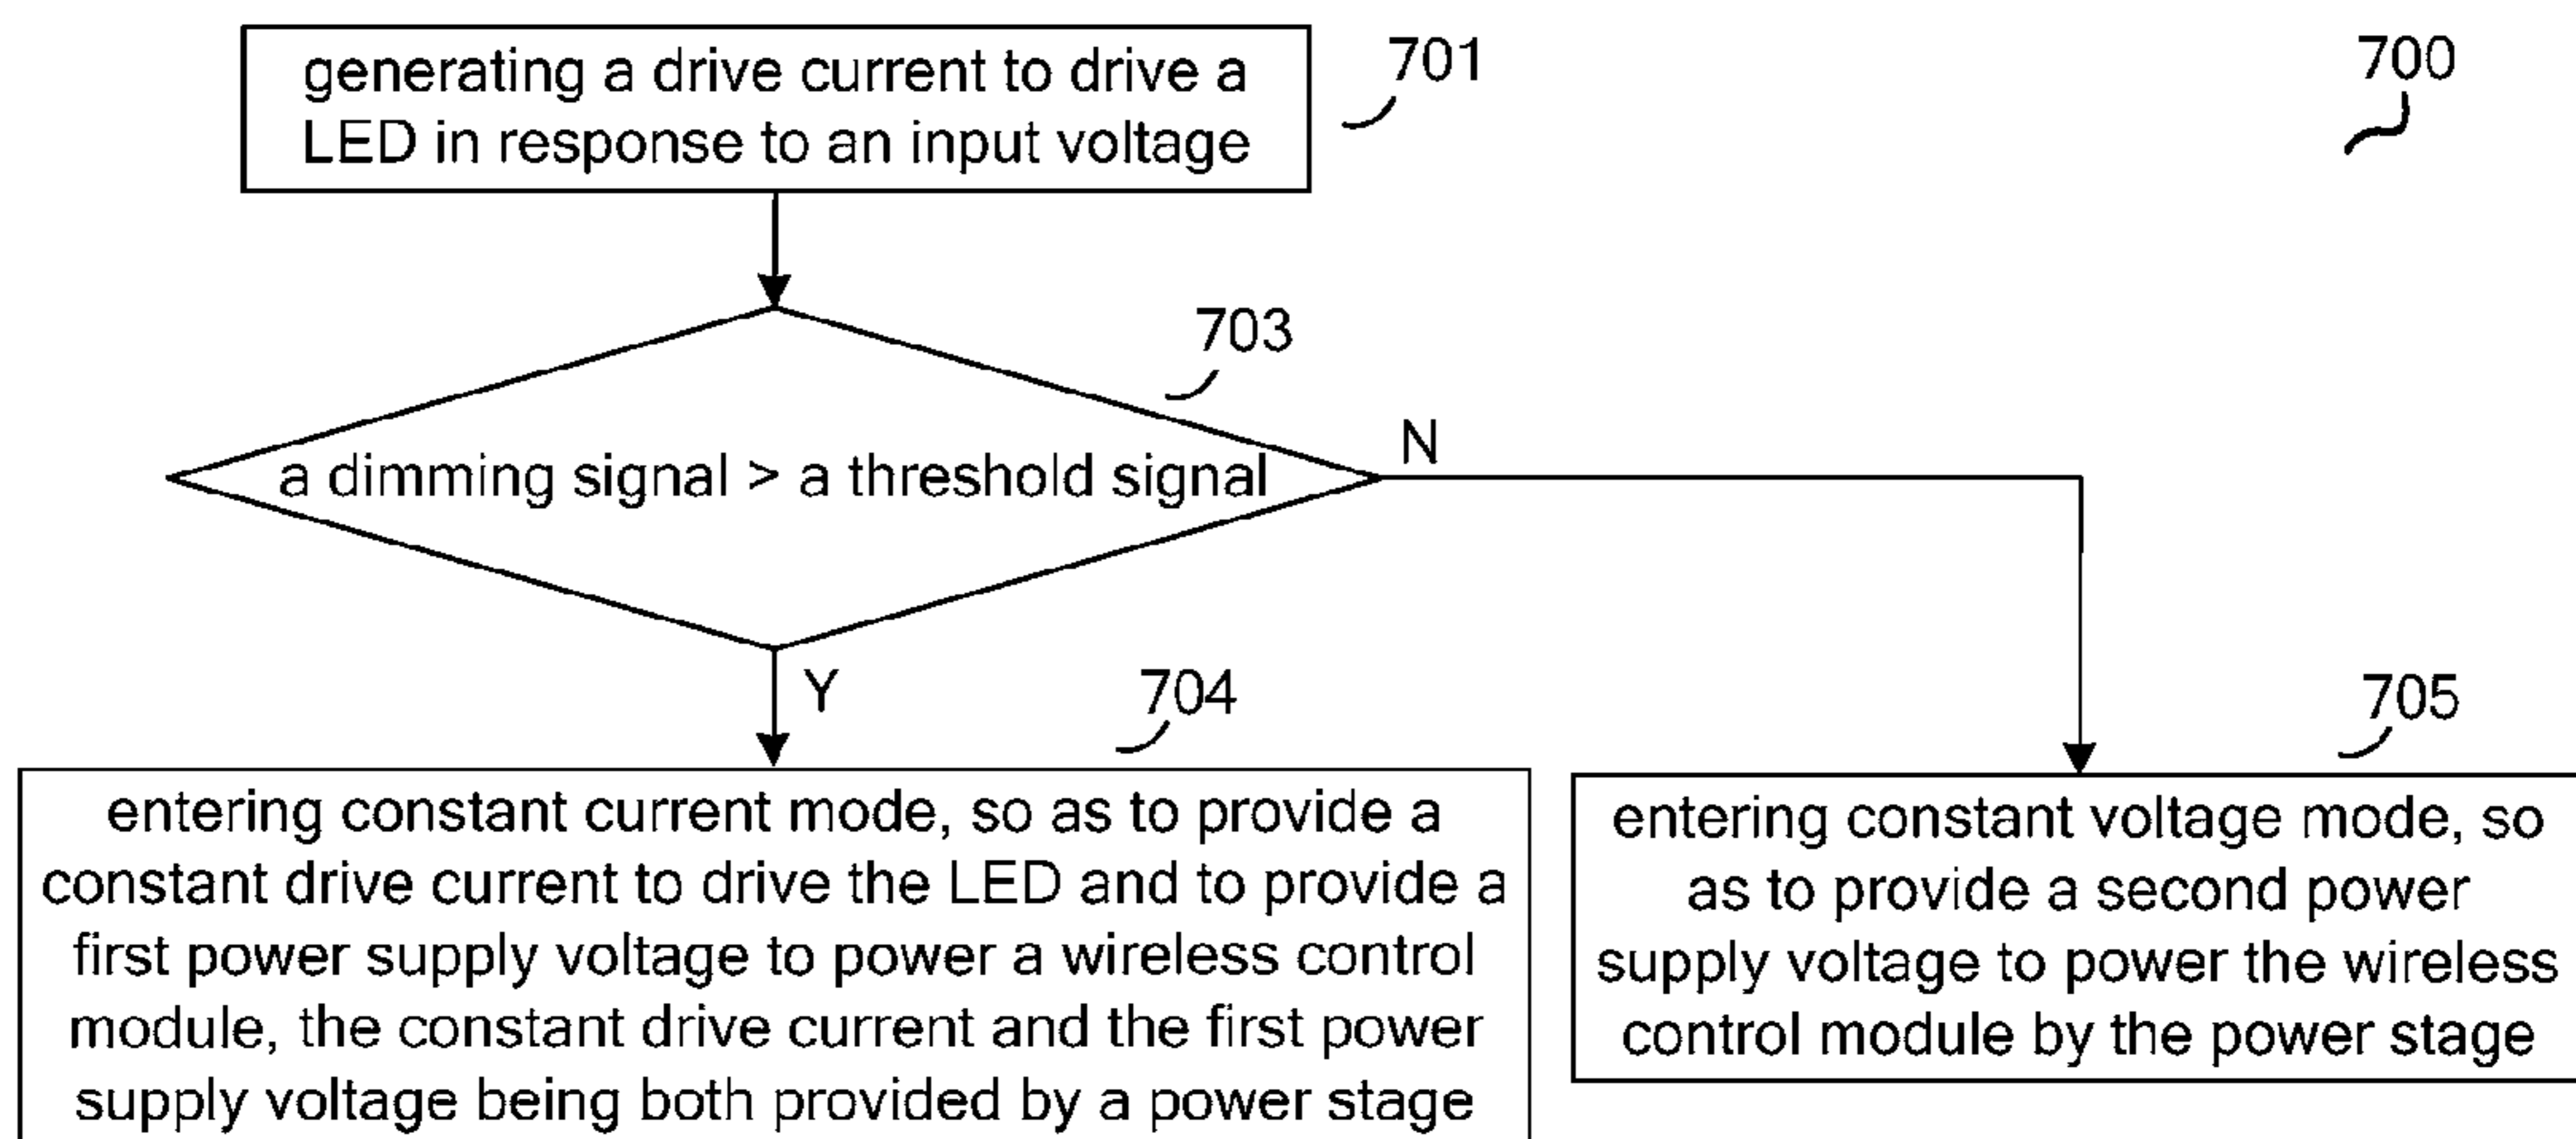 generating a drive current to drive a
LED in response to an input voltage
701
700
703
a dimming signal > a threshold signal
N
Y
704
entering constant current mode, so as to provide a
constant drive current to drive the LED and to provide a
first power supply voltage to power a wireless control
module, the constant drive current and the first power
supply voltage being both provided by a power stage
705
entering constant voltage mode, so
as to provide a second power
supply voltage to power the wireless
control module by the power stage